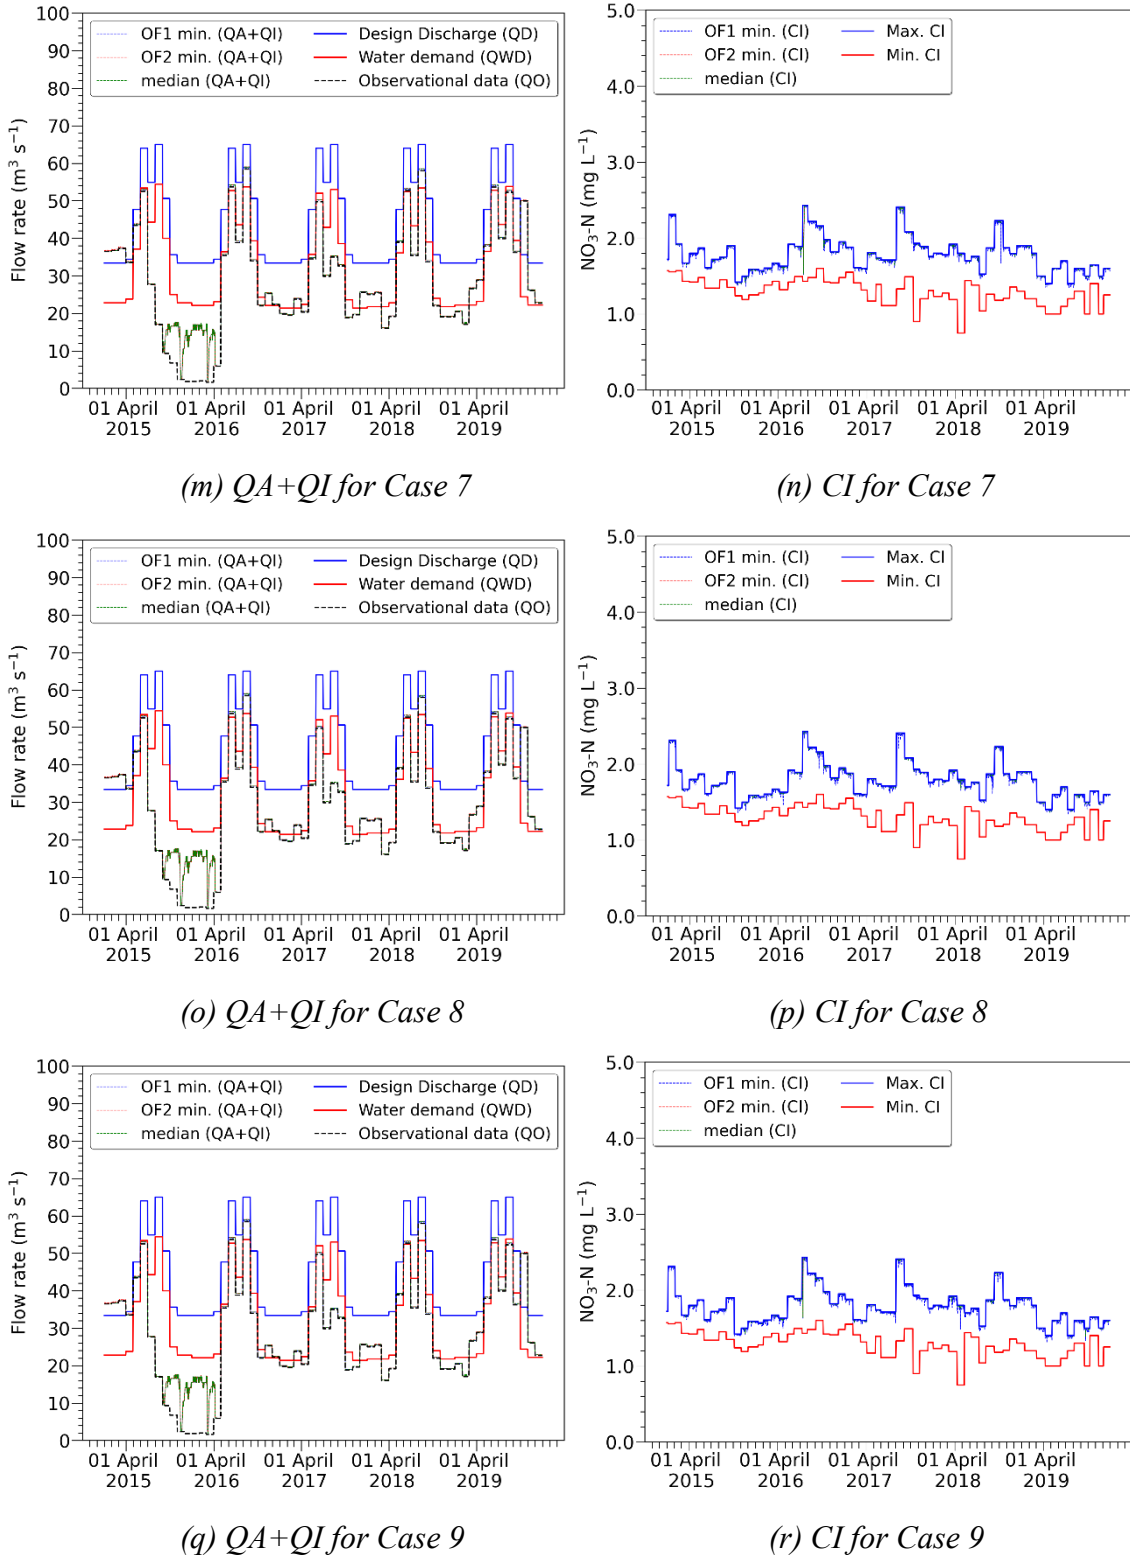 100
90
80
70
60
50
40
30
20
10
0
Flow rate (m³ s⁻¹)
OF1 min. (QA+QI)
OF2 min. (QA+QI)
median (QA+QI)
Design Discharge (QD)
Water demand (QWD)
Observational data (QO)
01 April 2015
01 April 2016
01 April 2017
01 April 2018
01 April 2019
(m) QA+QI for Case 7
5.0
4.0
3.0
2.0
1.0
0.0
NO₃-N (mg L⁻¹)
OF1 min. (CI)
OF2 min. (CI)
median (CI)
Max. CI
Min. CI
01 April 2015
01 April 2016
01 April 2017
01 April 2018
01 April 2019
(n) CI for Case 7
100
90
80
70
60
50
40
30
20
10
0
Flow rate (m³ s⁻¹)
OF1 min. (QA+QI)
OF2 min. (QA+QI)
median (QA+QI)
Design Discharge (QD)
Water demand (QWD)
Observational data (QO)
01 April 2015
01 April 2016
01 April 2017
01 April 2018
01 April 2019
(o) QA+QI for Case 8
5.0
4.0
3.0
2.0
1.0
0.0
NO₃-N (mg L⁻¹)
OF1 min. (CI)
OF2 min. (CI)
median (CI)
Max. CI
Min. CI
01 April 2015
01 April 2016
01 April 2017
01 April 2018
01 April 2019
(p) CI for Case 8
100
90
80
70
60
50
40
30
20
10
0
Flow rate (m³ s⁻¹)
OF1 min. (QA+QI)
OF2 min. (QA+QI)
median (QA+QI)
Design Discharge (QD)
Water demand (QWD)
Observational data (QO)
01 April 2015
01 April 2016
01 April 2017
01 April 2018
01 April 2019
(q) QA+QI for Case 9
5.0
4.0
3.0
2.0
1.0
0.0
NO₃-N (mg L⁻¹)
OF1 min. (CI)
OF2 min. (CI)
median (CI)
Max. CI
Min. CI
01 April 2015
01 April 2016
01 April 2017
01 April 2018
01 April 2019
(r) CI for Case 9